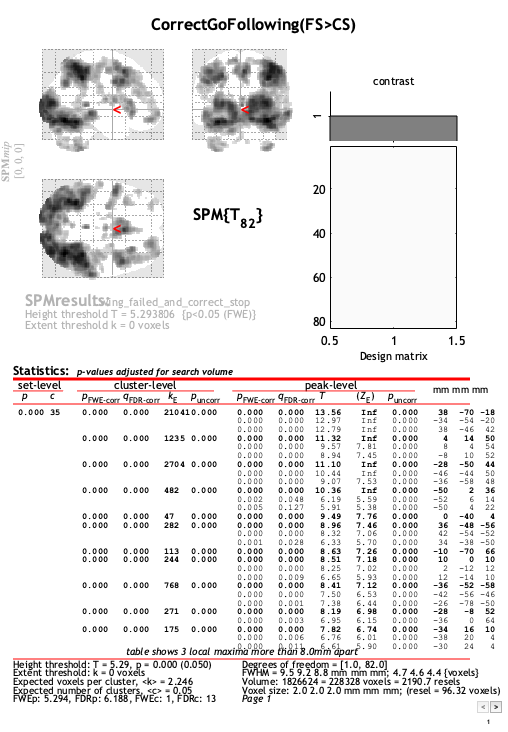 CorrectGoFollowing(FS>CS)
contrast
1
SPMmip
[0, 0, 0]
<
<
<
SPM{T82}
20
40
60
80
0.5 1 1.5
Design matrix
SPMresults:
ing_failed_and_correct_stop
Height threshold T = 5.293806 {p<0.05 (FWE)}
Extent threshold k = 0 voxels
Statistics: p-values adjusted for search volume
set-level cluster-level peak-level mm mm mm
p c pFWE-corr qFDR-corr kE puncorr pFWE-corr qFDR-corr T (ZE) puncorr
0.000 35 0.000 0.000 21041 0.000 0.000 0.000 13.56 Inf 0.000 38 -70 -18
0.000 0.000 12.97 Inf 0.000 -34 -54 -20
0.000 0.000 12.79 Inf 0.000 38 -46 42
0.000 0.000 1235 0.000 0.000 0.000 11.32 Inf 0.000 4 14 50
0.000 0.000 9.57 7.81 0.000 8 4 54
0.000 0.000 8.94 7.45 0.000 -8 10 52
0.000 0.000 2704 0.000 0.000 0.000 11.10 Inf 0.000 -28 -50 44
0.000 0.000 10.44 Inf 0.000 -46 -44 50
0.000 0.000 9.07 7.53 0.000 -36 -58 48
0.000 0.000 482 0.000 0.000 0.000 10.36 Inf 0.000 -50 2 36
0.002 0.048 6.19 5.59 0.000 -52 6 14
0.005 0.127 5.91 5.38 0.000 -50 4 22
0.000 0.000 47 0.000 0.000 0.000 9.49 7.76 0.000 0 -40 4
0.000 0.000 282 0.000 0.000 0.000 8.96 7.46 0.000 36 -48 -56
0.000 0.000 8.32 7.06 0.000 42 -54 -52
0.001 0.028 6.33 5.70 0.000 34 -38 -50
0.000 0.000 113 0.000 0.000 0.000 8.63 7.26 0.000 -10 -70 66
0.000 0.000 244 0.000 0.000 0.000 8.51 7.18 0.000 10 0 10
0.000 0.000 8.25 7.02 0.000 2 -12 12
0.000 0.009 6.65 5.93 0.000 12 -14 10
0.000 0.000 768 0.000 0.000 0.000 8.41 7.12 0.000 -36 -52 -58
0.000 0.000 7.50 6.53 0.000 -42 -56 -46
0.000 0.001 7.38 6.44 0.000 -26 -78 -50
0.000 0.000 271 0.000 0.000 0.000 8.19 6.98 0.000 -28 -8 52
0.000 0.003 6.95 6.15 0.000 -36 0 64
0.000 0.000 175 0.000 0.000 0.000 7.82 6.74 0.000 -34 16 10
0.000 0.006 6.76 6.01 0.000 -38 20 4
0.000 0.011 6.61 5.90 0.000 -30 24 4
table shows 3 local maxima more than 8.0mm apart
Height threshold: T = 5.29, p = 0.000 (0.050) Degrees of freedom = [1.0, 82.0]
Extent threshold: k = 0 voxels FWHM = 9.5 9.2 8.8 mm mm mm; 4.7 4.6 4.4 {voxels}
Expected voxels per cluster, <k> = 2.246 Volume: 1826624 = 228328 voxels = 2190.7 resels
Expected number of clusters, <c> = 0.05 Voxel size: 2.0 2.0 2.0 mm mm mm; (resel = 96.32 voxels)
FWEp: 5.294, FDRp: 6.188, FWEc: 1, FDRc: 13 Page 1
< >
1